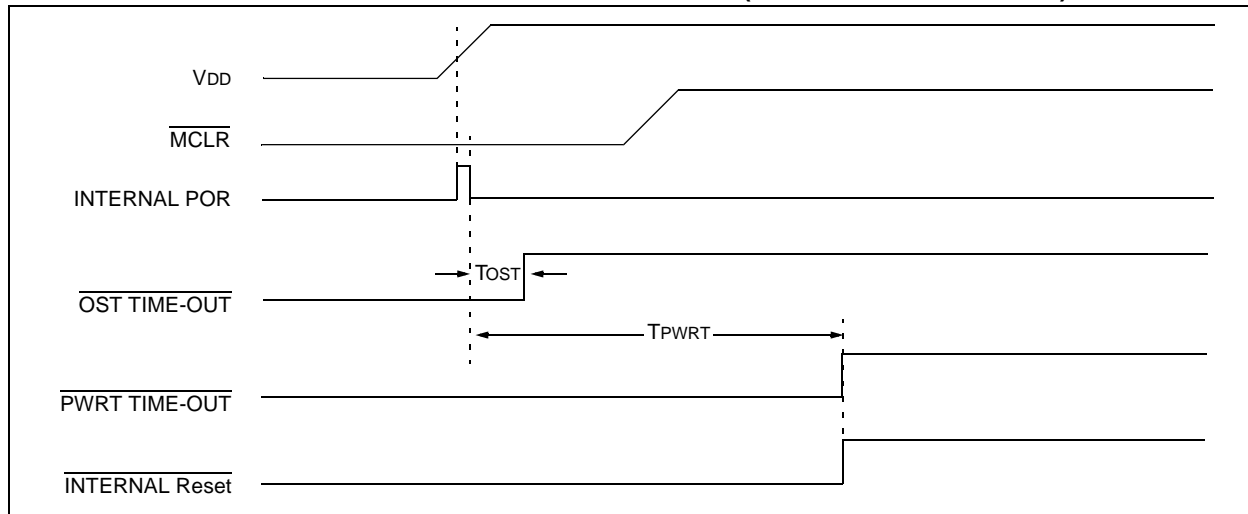 VDD
MCLR
INTERNAL POR
TOST
OST TIME-OUT
TPWRT
PWRT TIME-OUT
INTERNAL Reset